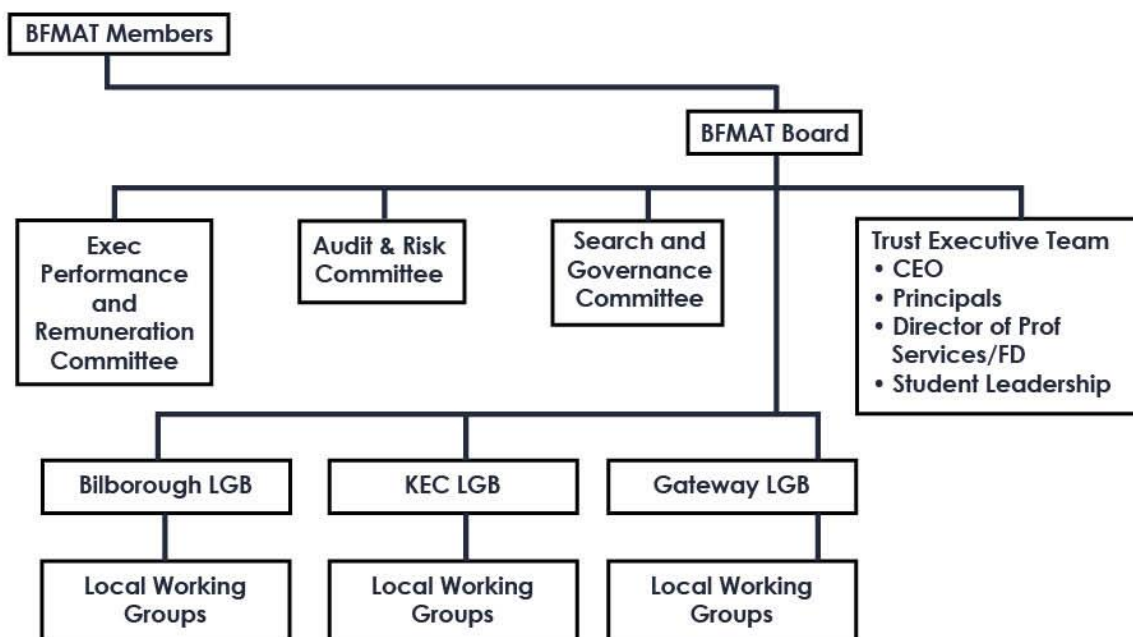 BFMAT Members
BFMAT Board
Exec
Performance
and
Remuneration
Committee
Audit & Risk
Committee
Search and
Governance
Committee
Trust Executive Team
• CEO
• Principals
• Director of Prof
Services/FD
• Student Leadership
Bilborough LGB
KEC LGB
Gateway LGB
Local Working
Groups
Local Working
Groups
Local Working
Groups